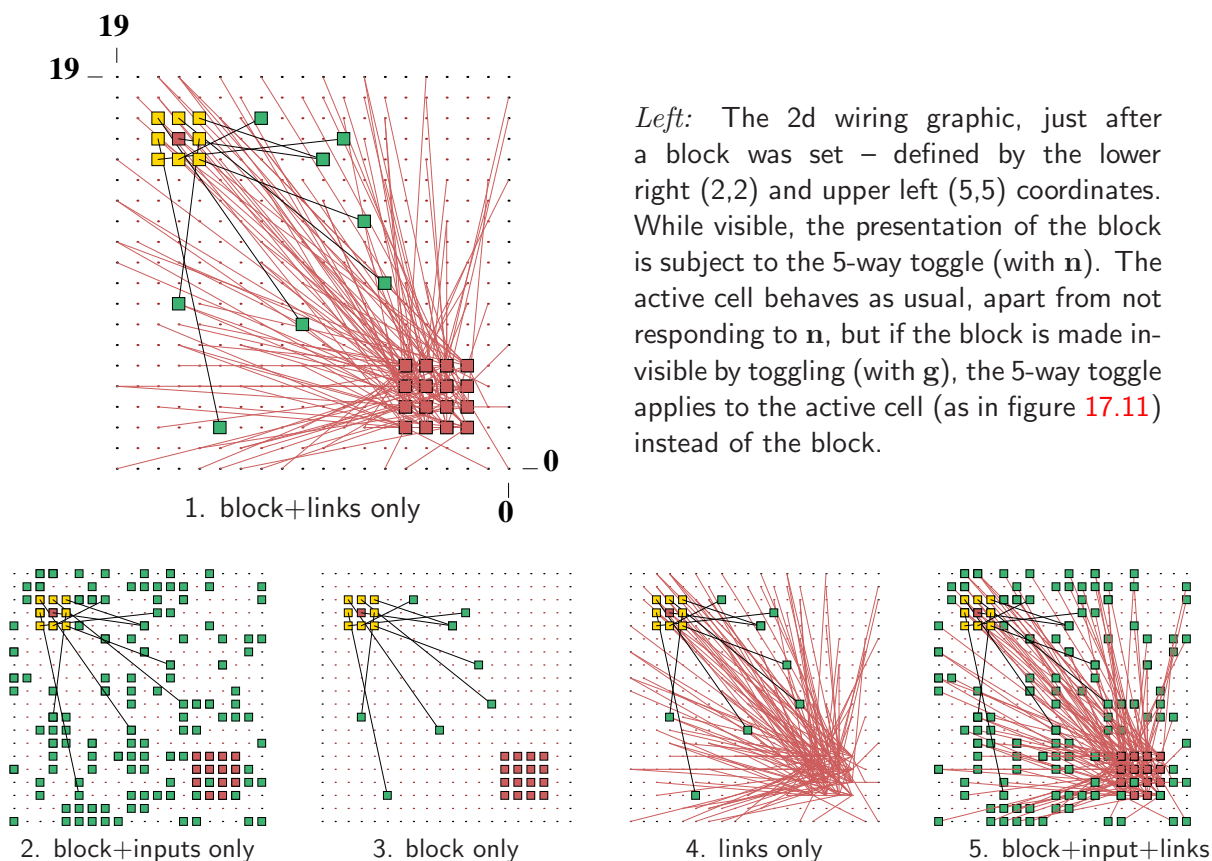 19
19
Left: The 2d wiring graphic, just after
a block was set – defined by the lower
right (2,2) and upper left (5,5) coordinates.
While visible, the presentation of the block
is subject to the 5-way toggle (with n). The
active cell behaves as usual, apart from not
responding to n, but if the block is made in-
visible by toggling (with g), the 5-way toggle
applies to the active cell (as in figure 17.11)
instead of the block.
0
1. block+links only
0
2. block+inputs only
3. block only
4. links only
5. block+input+links